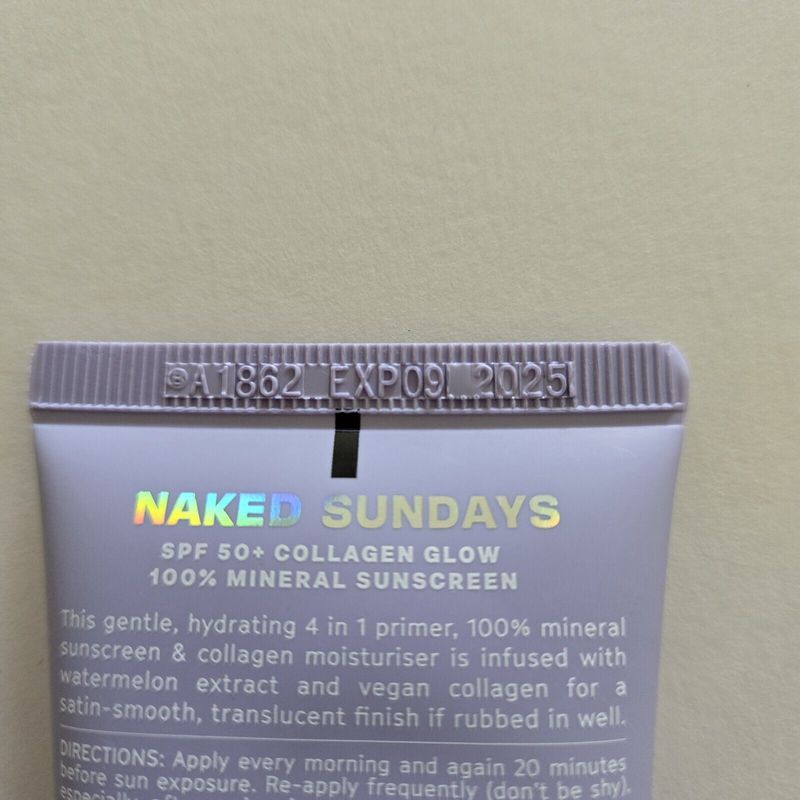 A1862 EXP09 2025
NAKED SUNDAYS
SPF 50+ COLLAGEN GLOW
100% MINERAL SUNSCREEN
This gentle, hydrating 4 in 1 primer, 100% mineral
sunscreen & collagen moisturiser is infused with
watermelon extract and vegan collagen for a
satin-smooth, translucent finish if rubbed in well.
DIRECTIONS: Apply every morning and again 20 minutes
before sun exposure. Re-apply frequently (don't be shy),